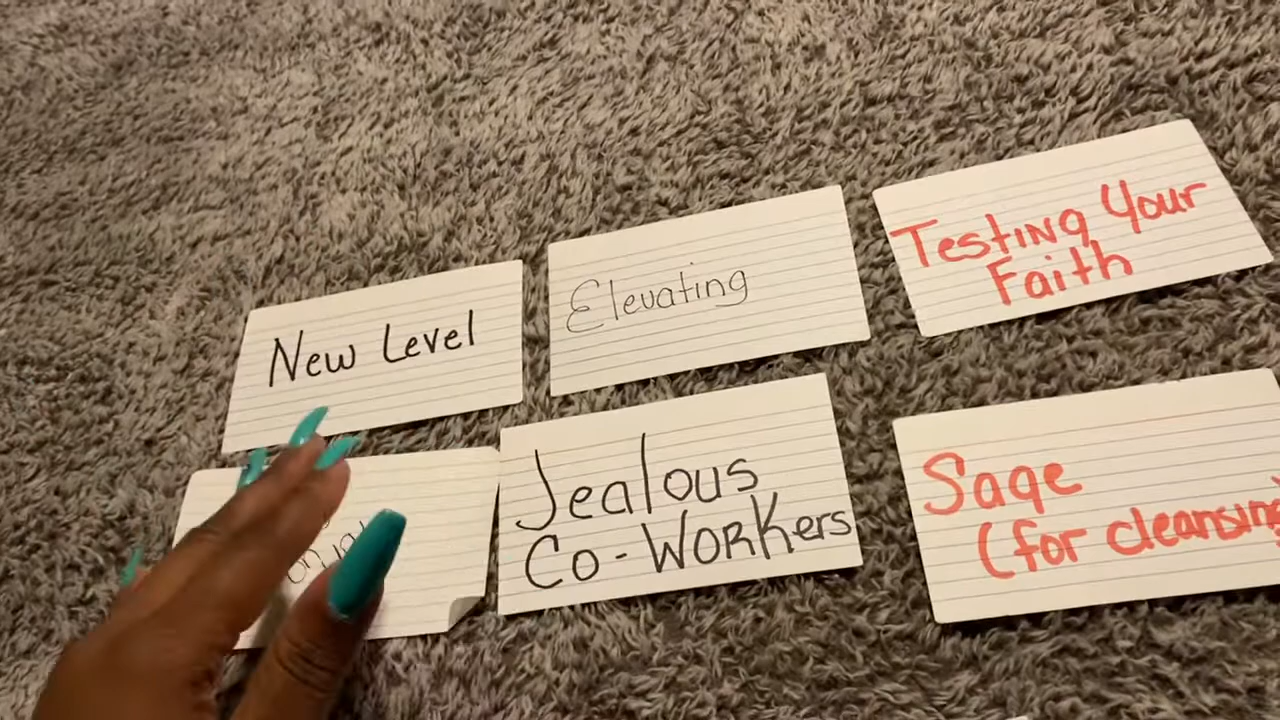 New Level
Elevating
Testing Your
Faith
Jealous
Co-Workers
Sage
(for cleansing